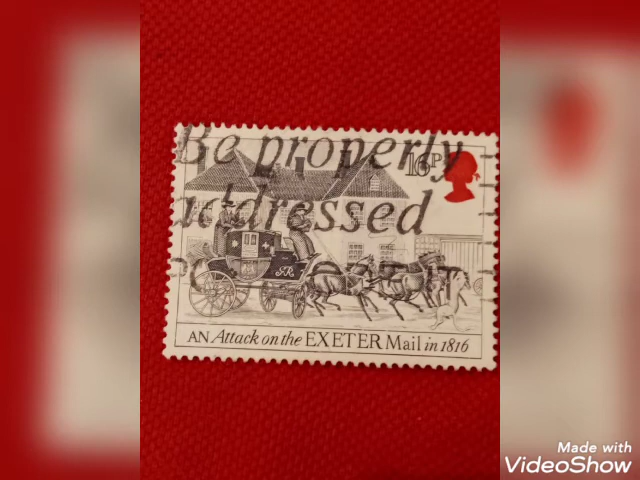 Be properly
16P
addressed
AN Attack on the EXETER Mail in 1816
Made with
VideoShow